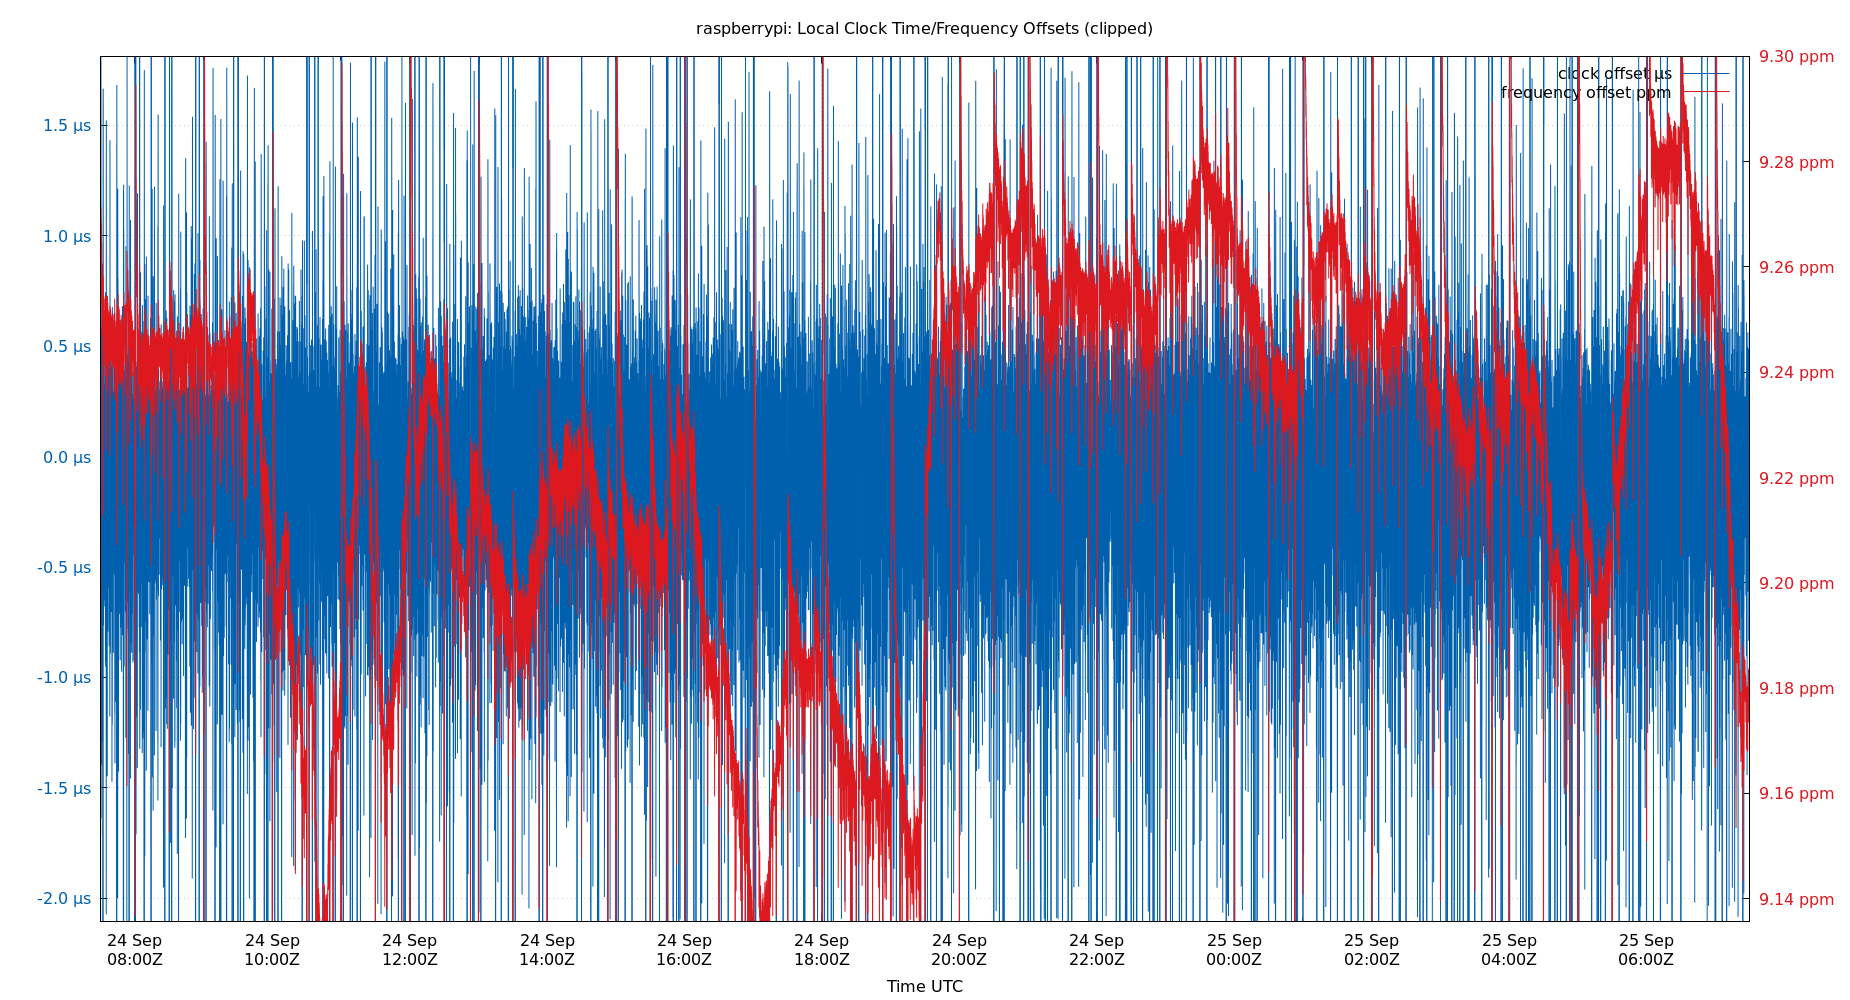 raspberrypi: Local Clock Time/Frequency Offsets (clipped)
9.30 ppm
clock offset µs
frequency offset ppm
1.5 µs
9.28 ppm
1.0 µs
9.26 ppm
0.5 µs
9.24 ppm
0.0 µs
9.22 ppm
-0.5 µs
9.20 ppm
-1.0 µs
9.18 ppm
-1.5 µs
9.16 ppm
-2.0 µs
9.14 ppm
24 Sep 24 Sep 24 Sep 24 Sep 24 Sep 24 Sep 24 Sep 24 Sep 25 Sep 25 Sep 25 Sep 25 Sep
08:00Z 10:00Z 12:00Z 14:00Z 16:00Z 18:00Z 20:00Z 22:00Z 00:00Z 02:00Z 04:00Z 06:00Z
Time UTC